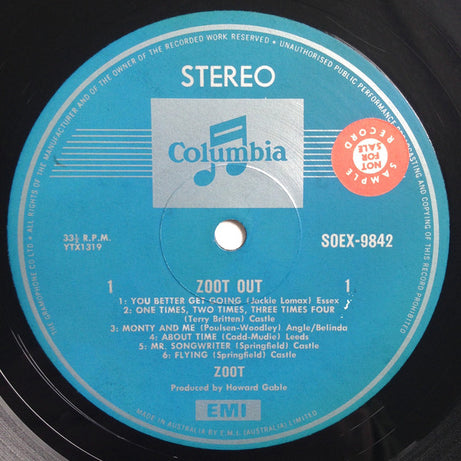 THE GRAMOPHONE CO LTD • ALL RIGHTS OF THE MANUFACTURER AND OF THE OWNER OF THE RECORDED WORK RESERVED • UNAUTHORISED PUBLIC PERFORMANCE BROADCASTING AND COPYING OF THIS RECORD PROHIBITED
STEREO
Columbia
SAMPLE RECORD
NOT FOR SALE
33⅓ R.P.M.
YTX1319
SOEX-9842
1 ZOOT OUT 1
1: YOU BETTER GET GOING (Jackie Lomax) Essex
2: ONE TIMES, TWO TIMES, THREE TIMES FOUR
(Terry Britten) Castle
3: MONTY AND ME (Poulsen-Woodley) Angle/Belinda
4: ABOUT TIME (Cadd-Mudie) Leeds
5: MR. SONGWRITER (Springfield) Castle
6: FLYING (Springfield) Castle
ZOOT
Produced by Howard Gable
EMI
MADE IN AUSTRALIA BY E.M.I. (AUSTRALIA) LIMITED